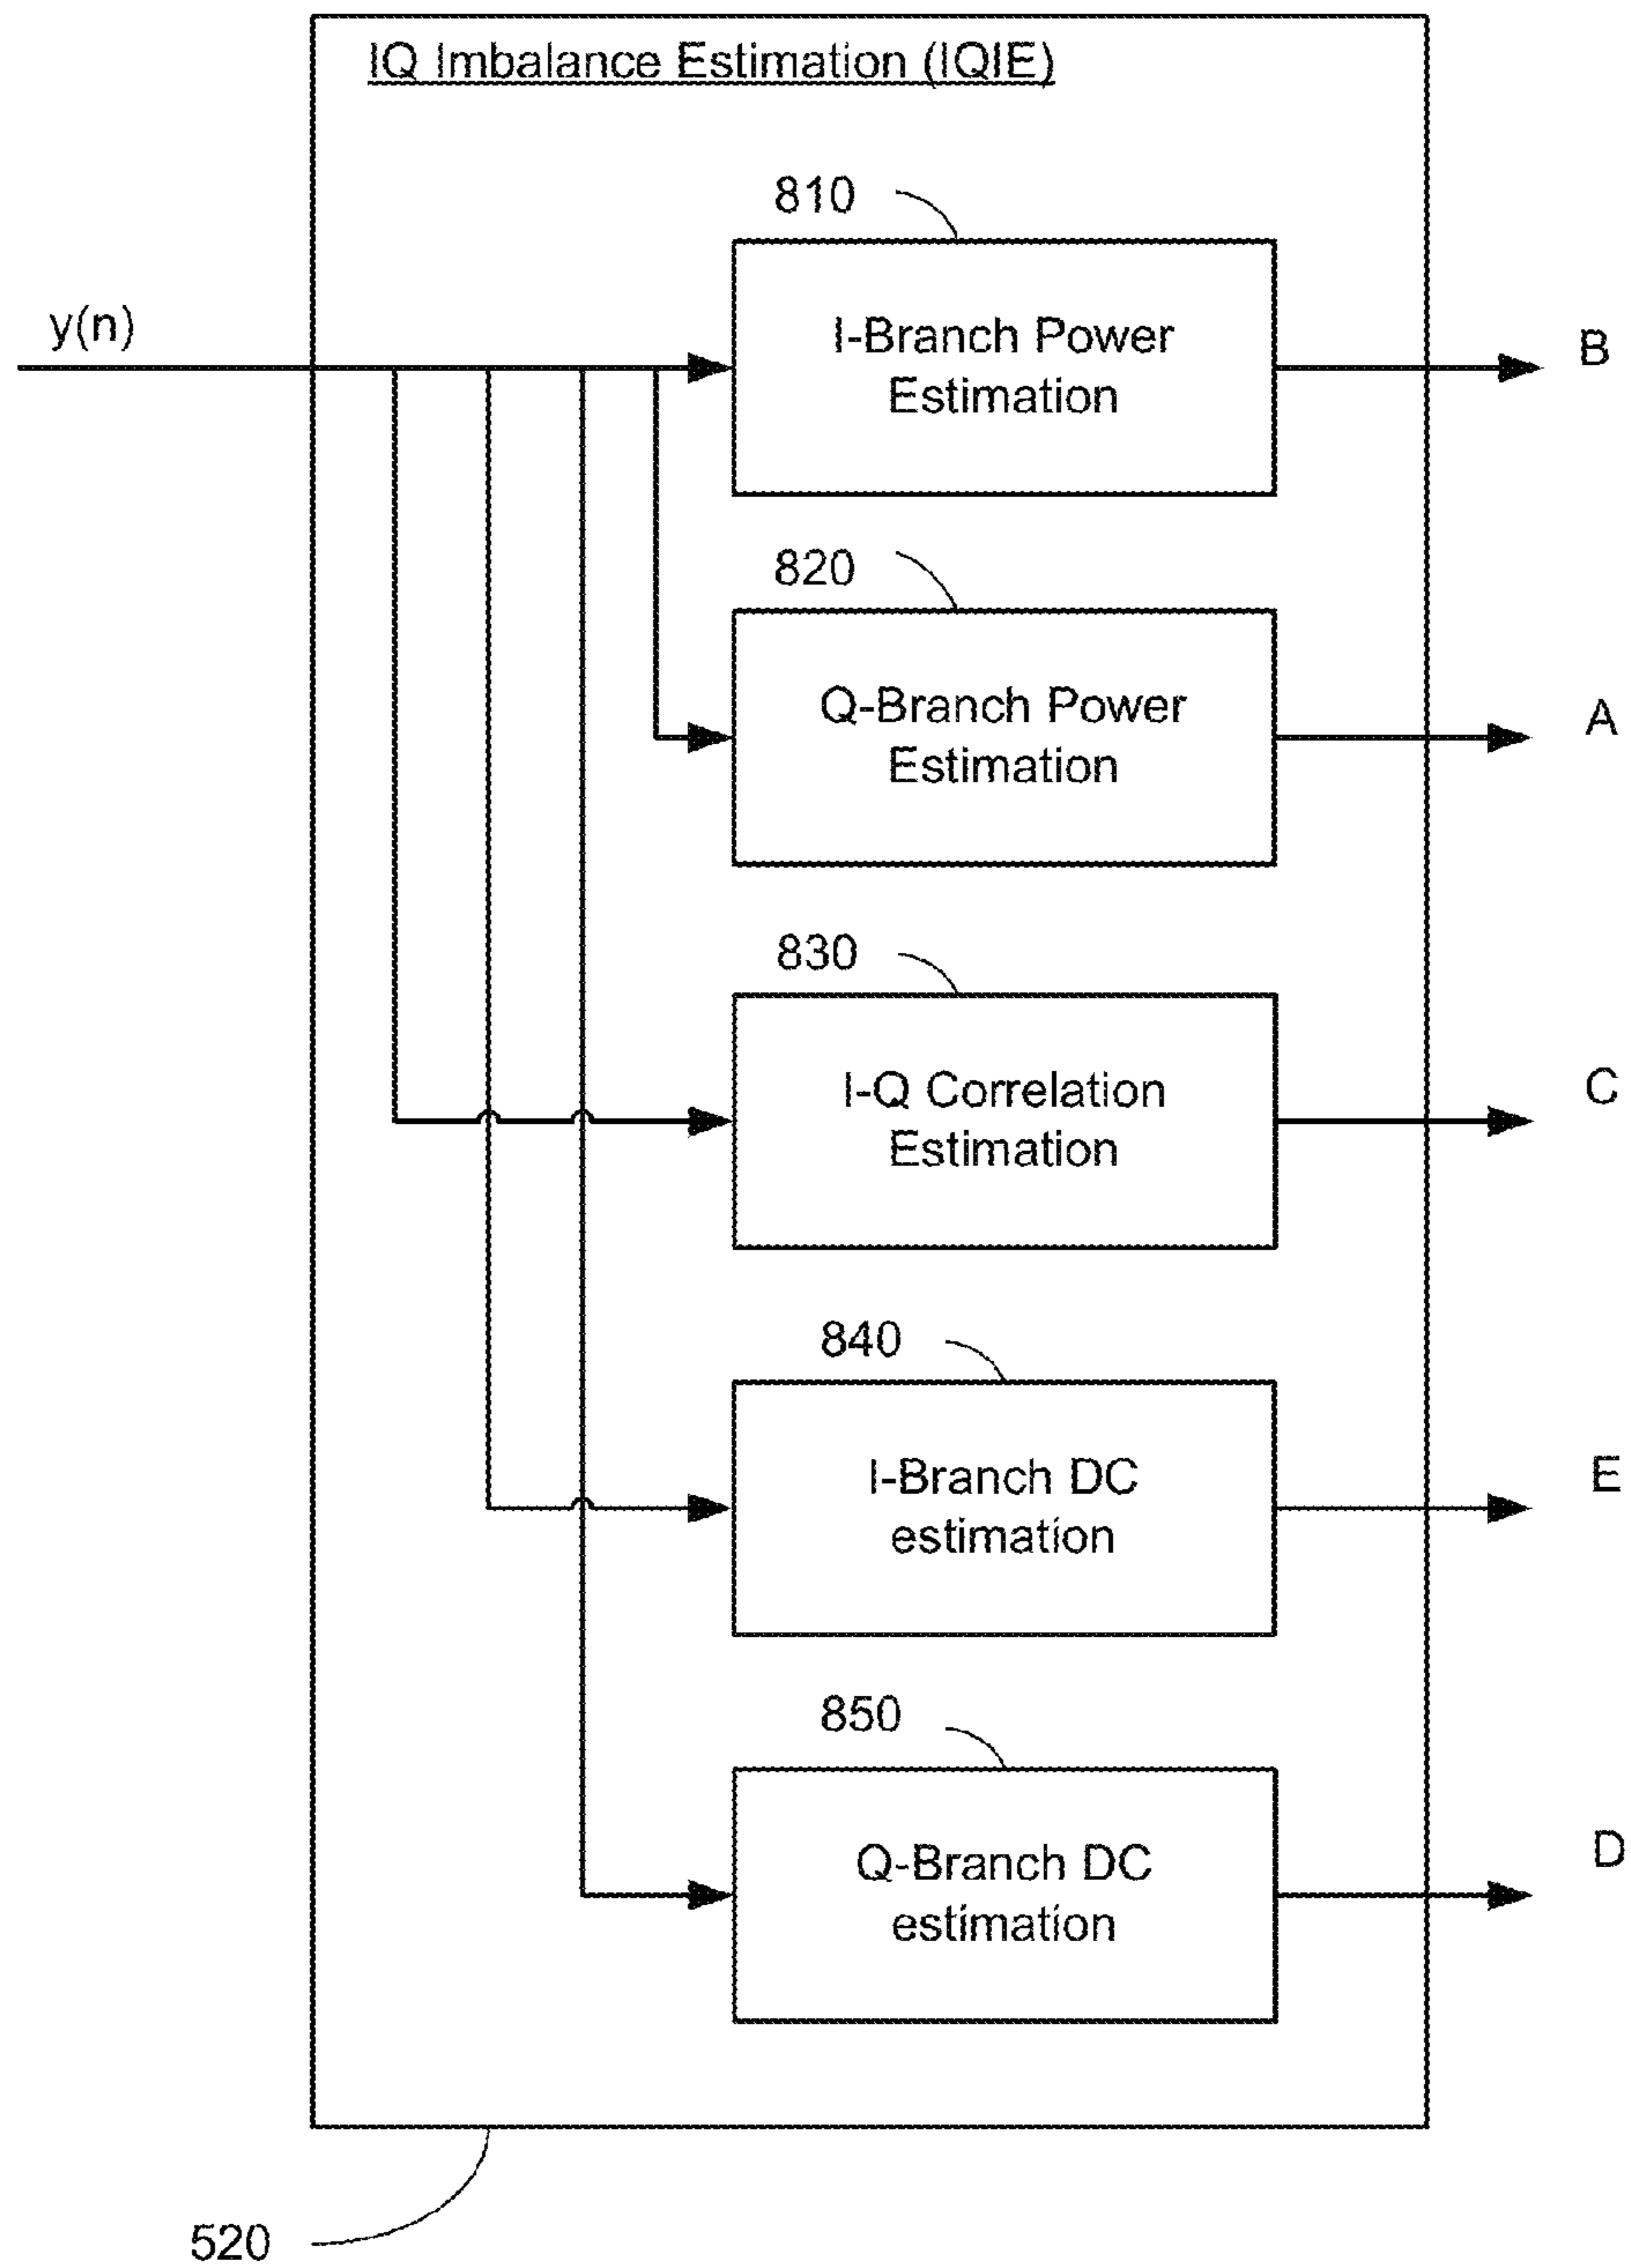 IQ Imbalance Estimation (IQIE)
810
y(n)
I-Branch Power
Estimation
B
820
Q-Branch Power
Estimation
A
830
I-Q Correlation
Estimation
C
840
I-Branch DC
estimation
E
850
Q-Branch DC
estimation
D
520